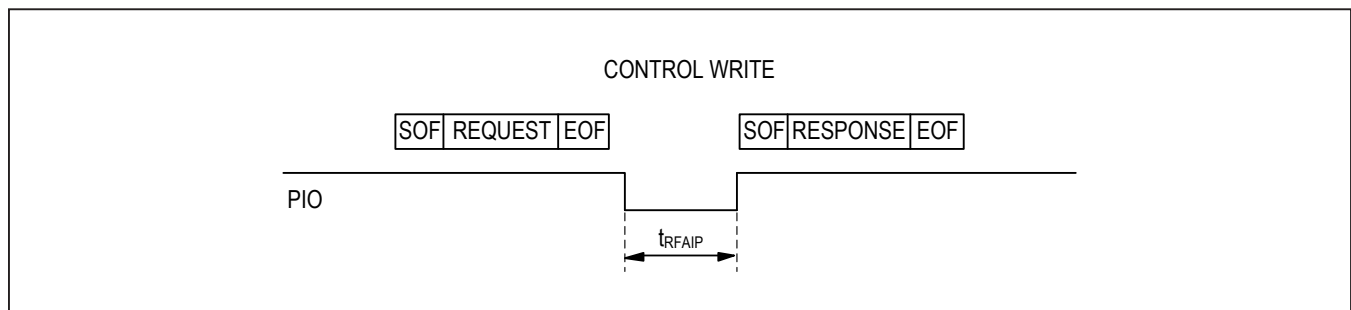 CONTROL WRITE
SOF REQUEST EOF SOF RESPONSE EOF
PIO
tRFAIP